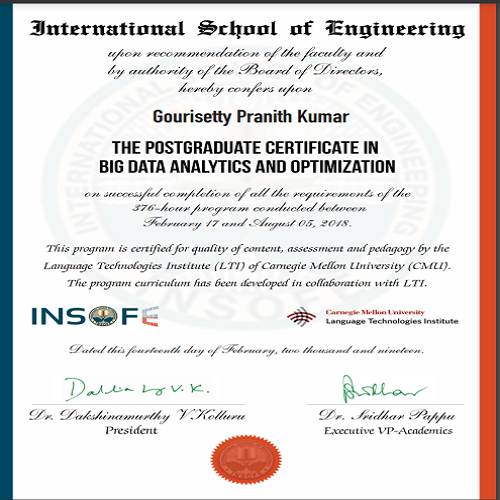 International School of Engineering
upon recommendation of the faculty and
by authority of the Board of Directors,
hereby confers upon
Gourisetty Pranith Kumar
THE POSTGRADUATE CERTIFICATE IN
BIG DATA ANALYTICS AND OPTIMIZATION
on successful completion of all the requirements of the
376-hour program conducted between
February 17 and August 05, 2018.
This program is certified for quality of content, assessment and pedagogy by the
Language Technologies Institute (LTI) of Carnegie Mellon University (CMU).
The program curriculum has been developed in collaboration with LTI.
INSOFE
Carnegie Mellon University
Language Technologies Institute
Dated this fourteenth day of February, two thousand and nineteen.
Dr. Dakshinamurthy V Kolluru
President
Dr. Sridhar Pappu
Executive VP-Academics